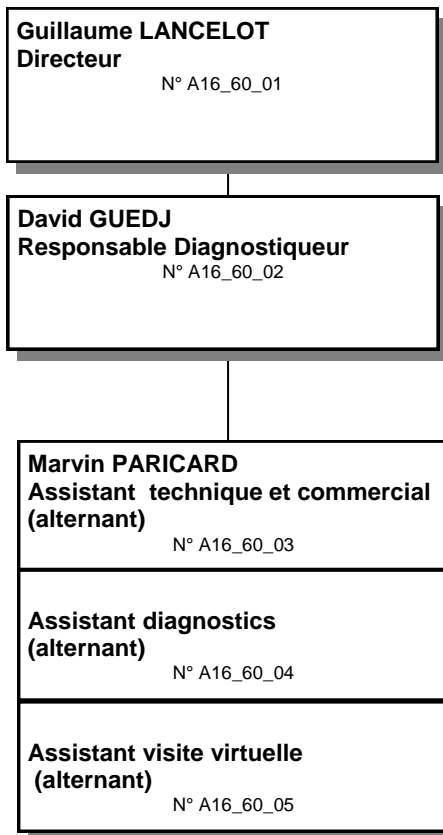 Guillaume LANCELOT
Directeur
N° A16_60_01
David GUEDJ
Responsable Diagnostiqueur
N° A16_60_02
Marvin PARICARD
Assistant technique et commercial
(alternant)
N° A16_60_03
Assistant diagnostics
(alternant)
N° A16_60_04
Assistant visite virtuelle
(alternant)
N° A16_60_05